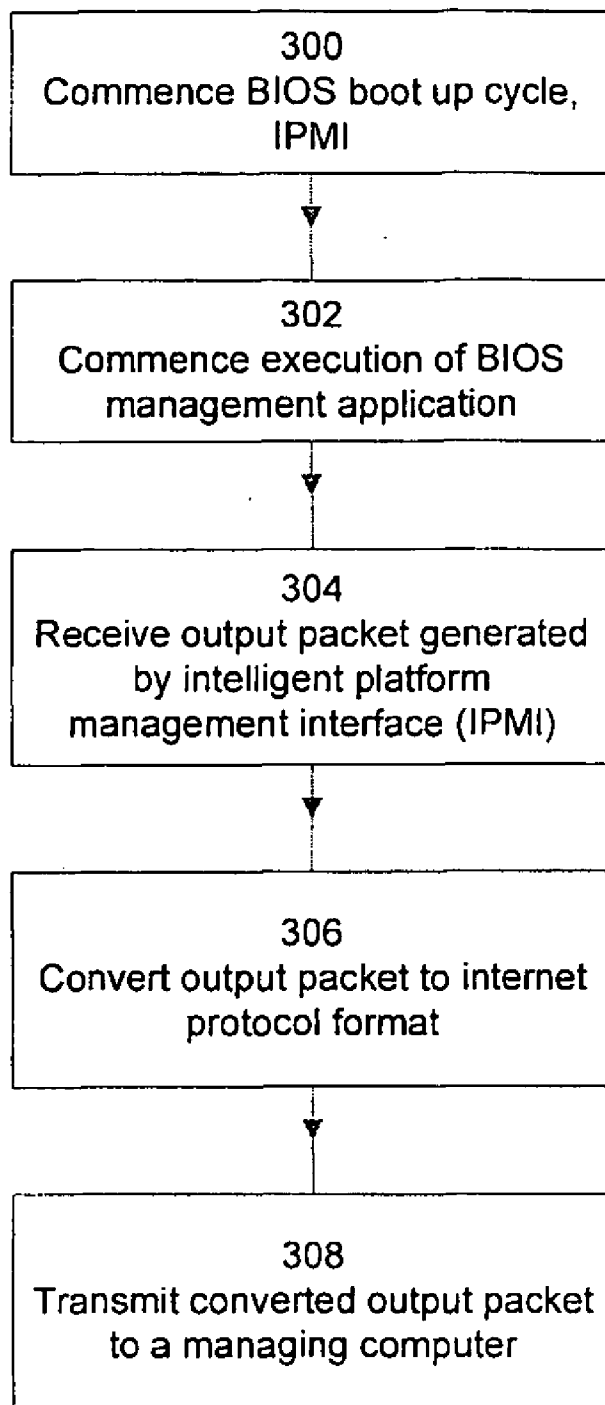 300
Commence BIOS boot up cycle,
IPMI
302
Commence execution of BIOS
management application
304
Receive output packet generated
by intelligent platform
management interface (IPMI)
306
Convert output packet to internet
protocol format
308
Transmit converted output packet
to a managing computer